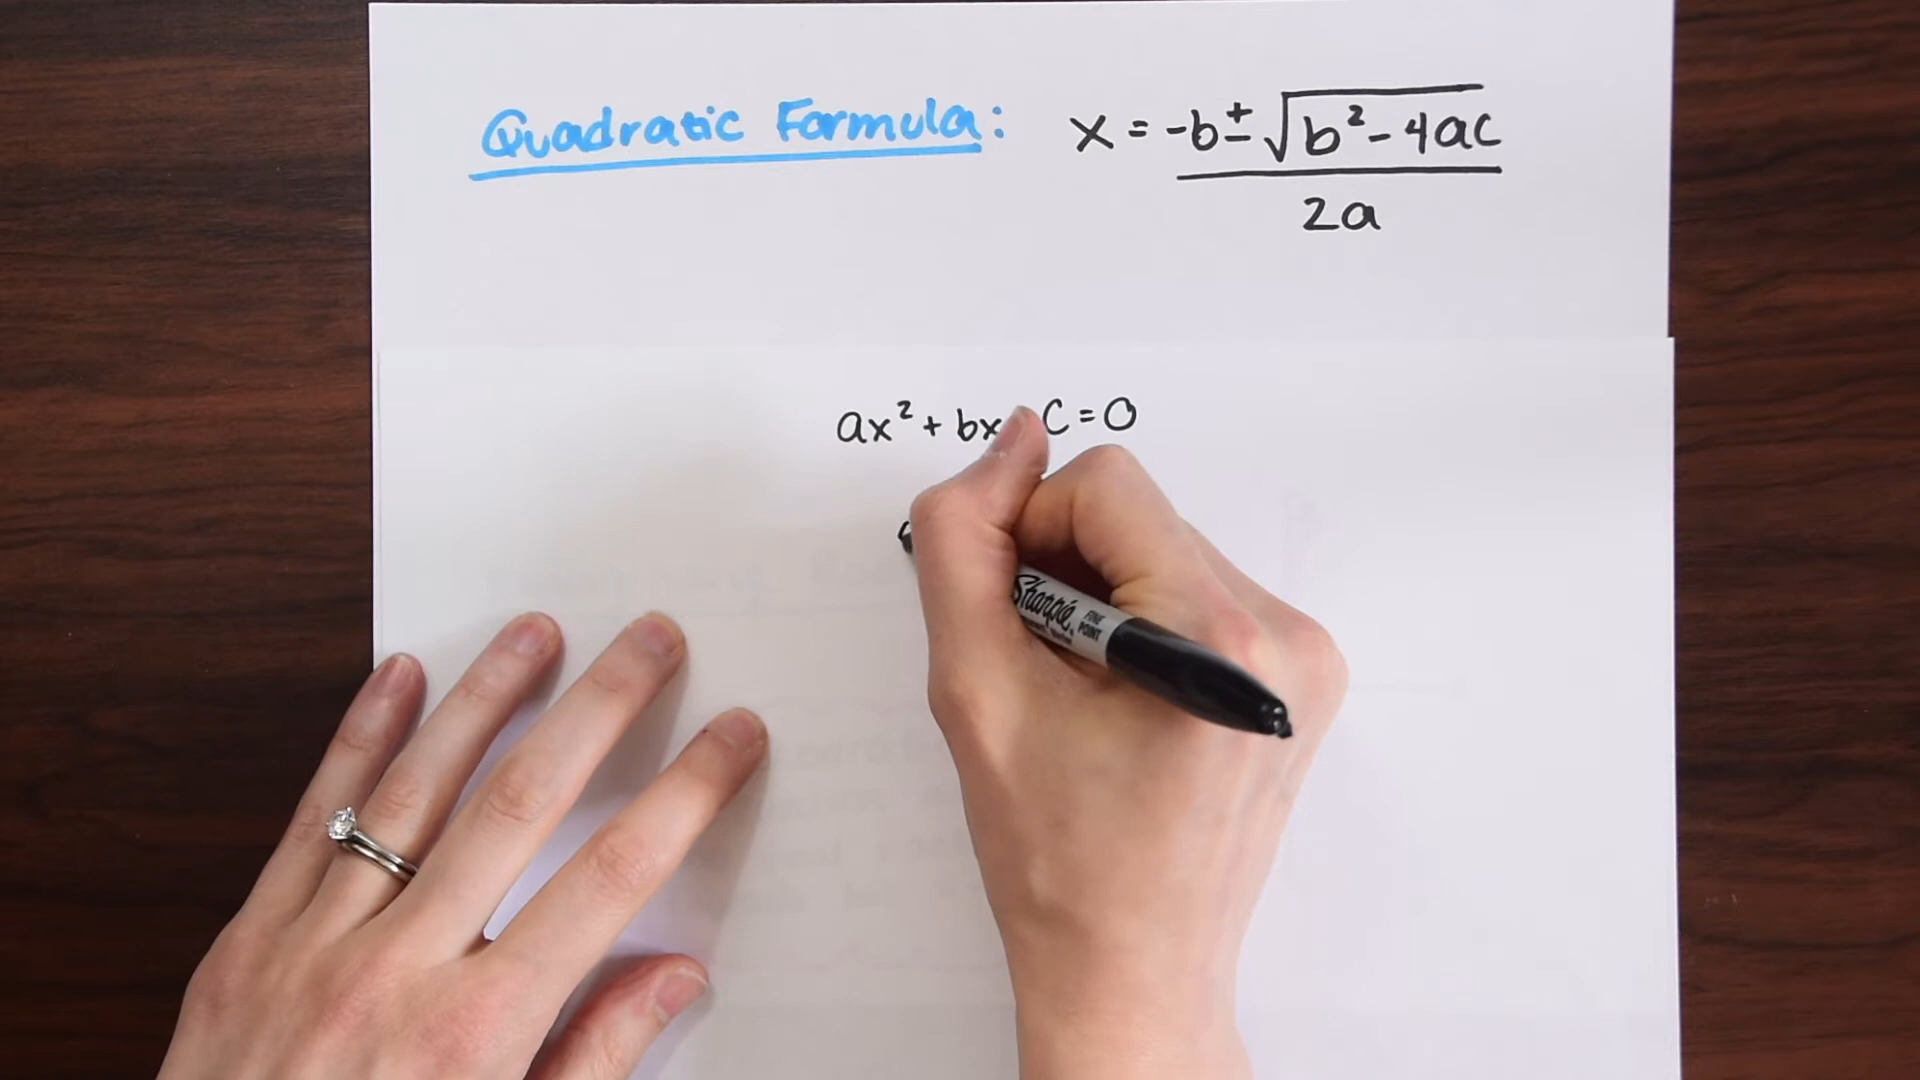 Quadratic Formula: x = -b ± √b² - 4ac
2a
ax² + bx C = 0
Sharpie
FINE
POINT